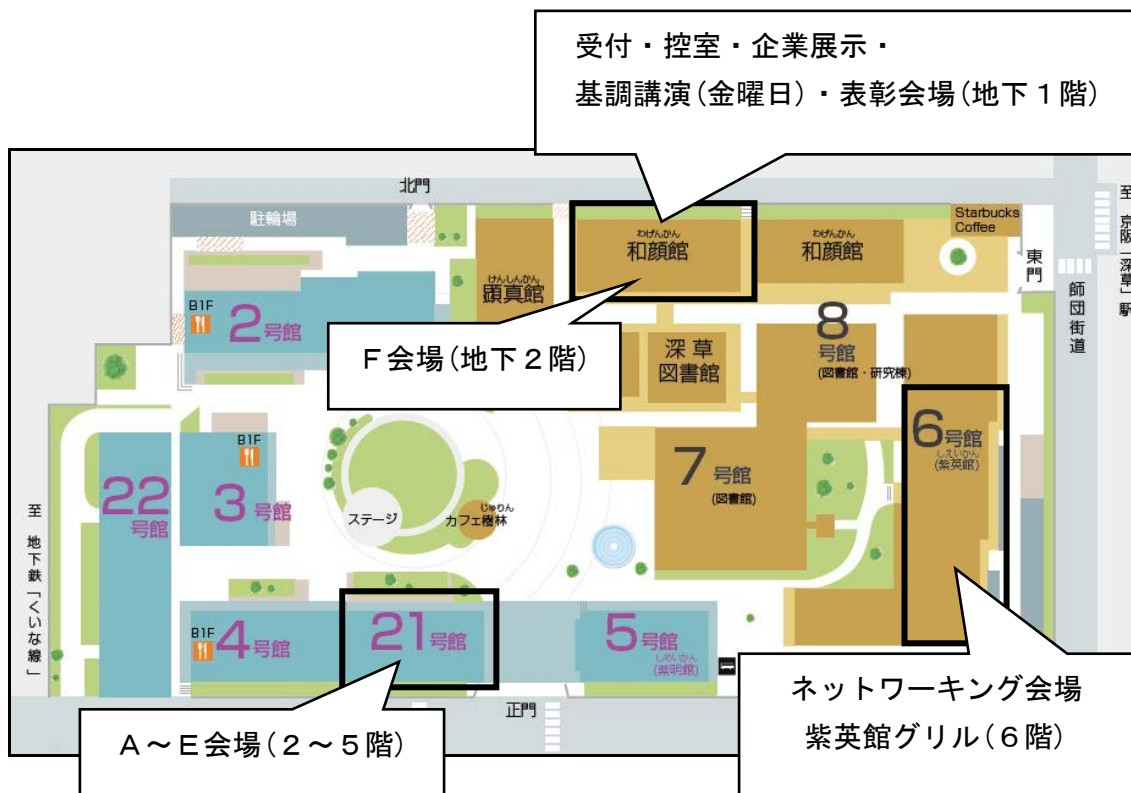 受付・控室・企業展示・
基調講演(金曜日)・表彰会場(地下１階)
北門
駐輪場
Starbucks
Coffee
至 京阪「深草」駅
東門
師団街道
わげんかん
和顔館
わげんかん
和顔館
けんしんかん
顕真館
B1F
2号館
F会場(地下２階)
深草
図書館
8
号館
(図書館・研究棟)
6
号館
しえいかん
(紫英館)
7号館
(図書館)
B1F
22
号館
3号館
ステージ
じゅりん
カフェ樹林
至 地下鉄「くいな線」
B1F
4号館
21号館
5号館
しめいかん
(紫明館)
正門
A～E会場(２～５階)
ネットワーキング会場
紫英館グリル(６階)